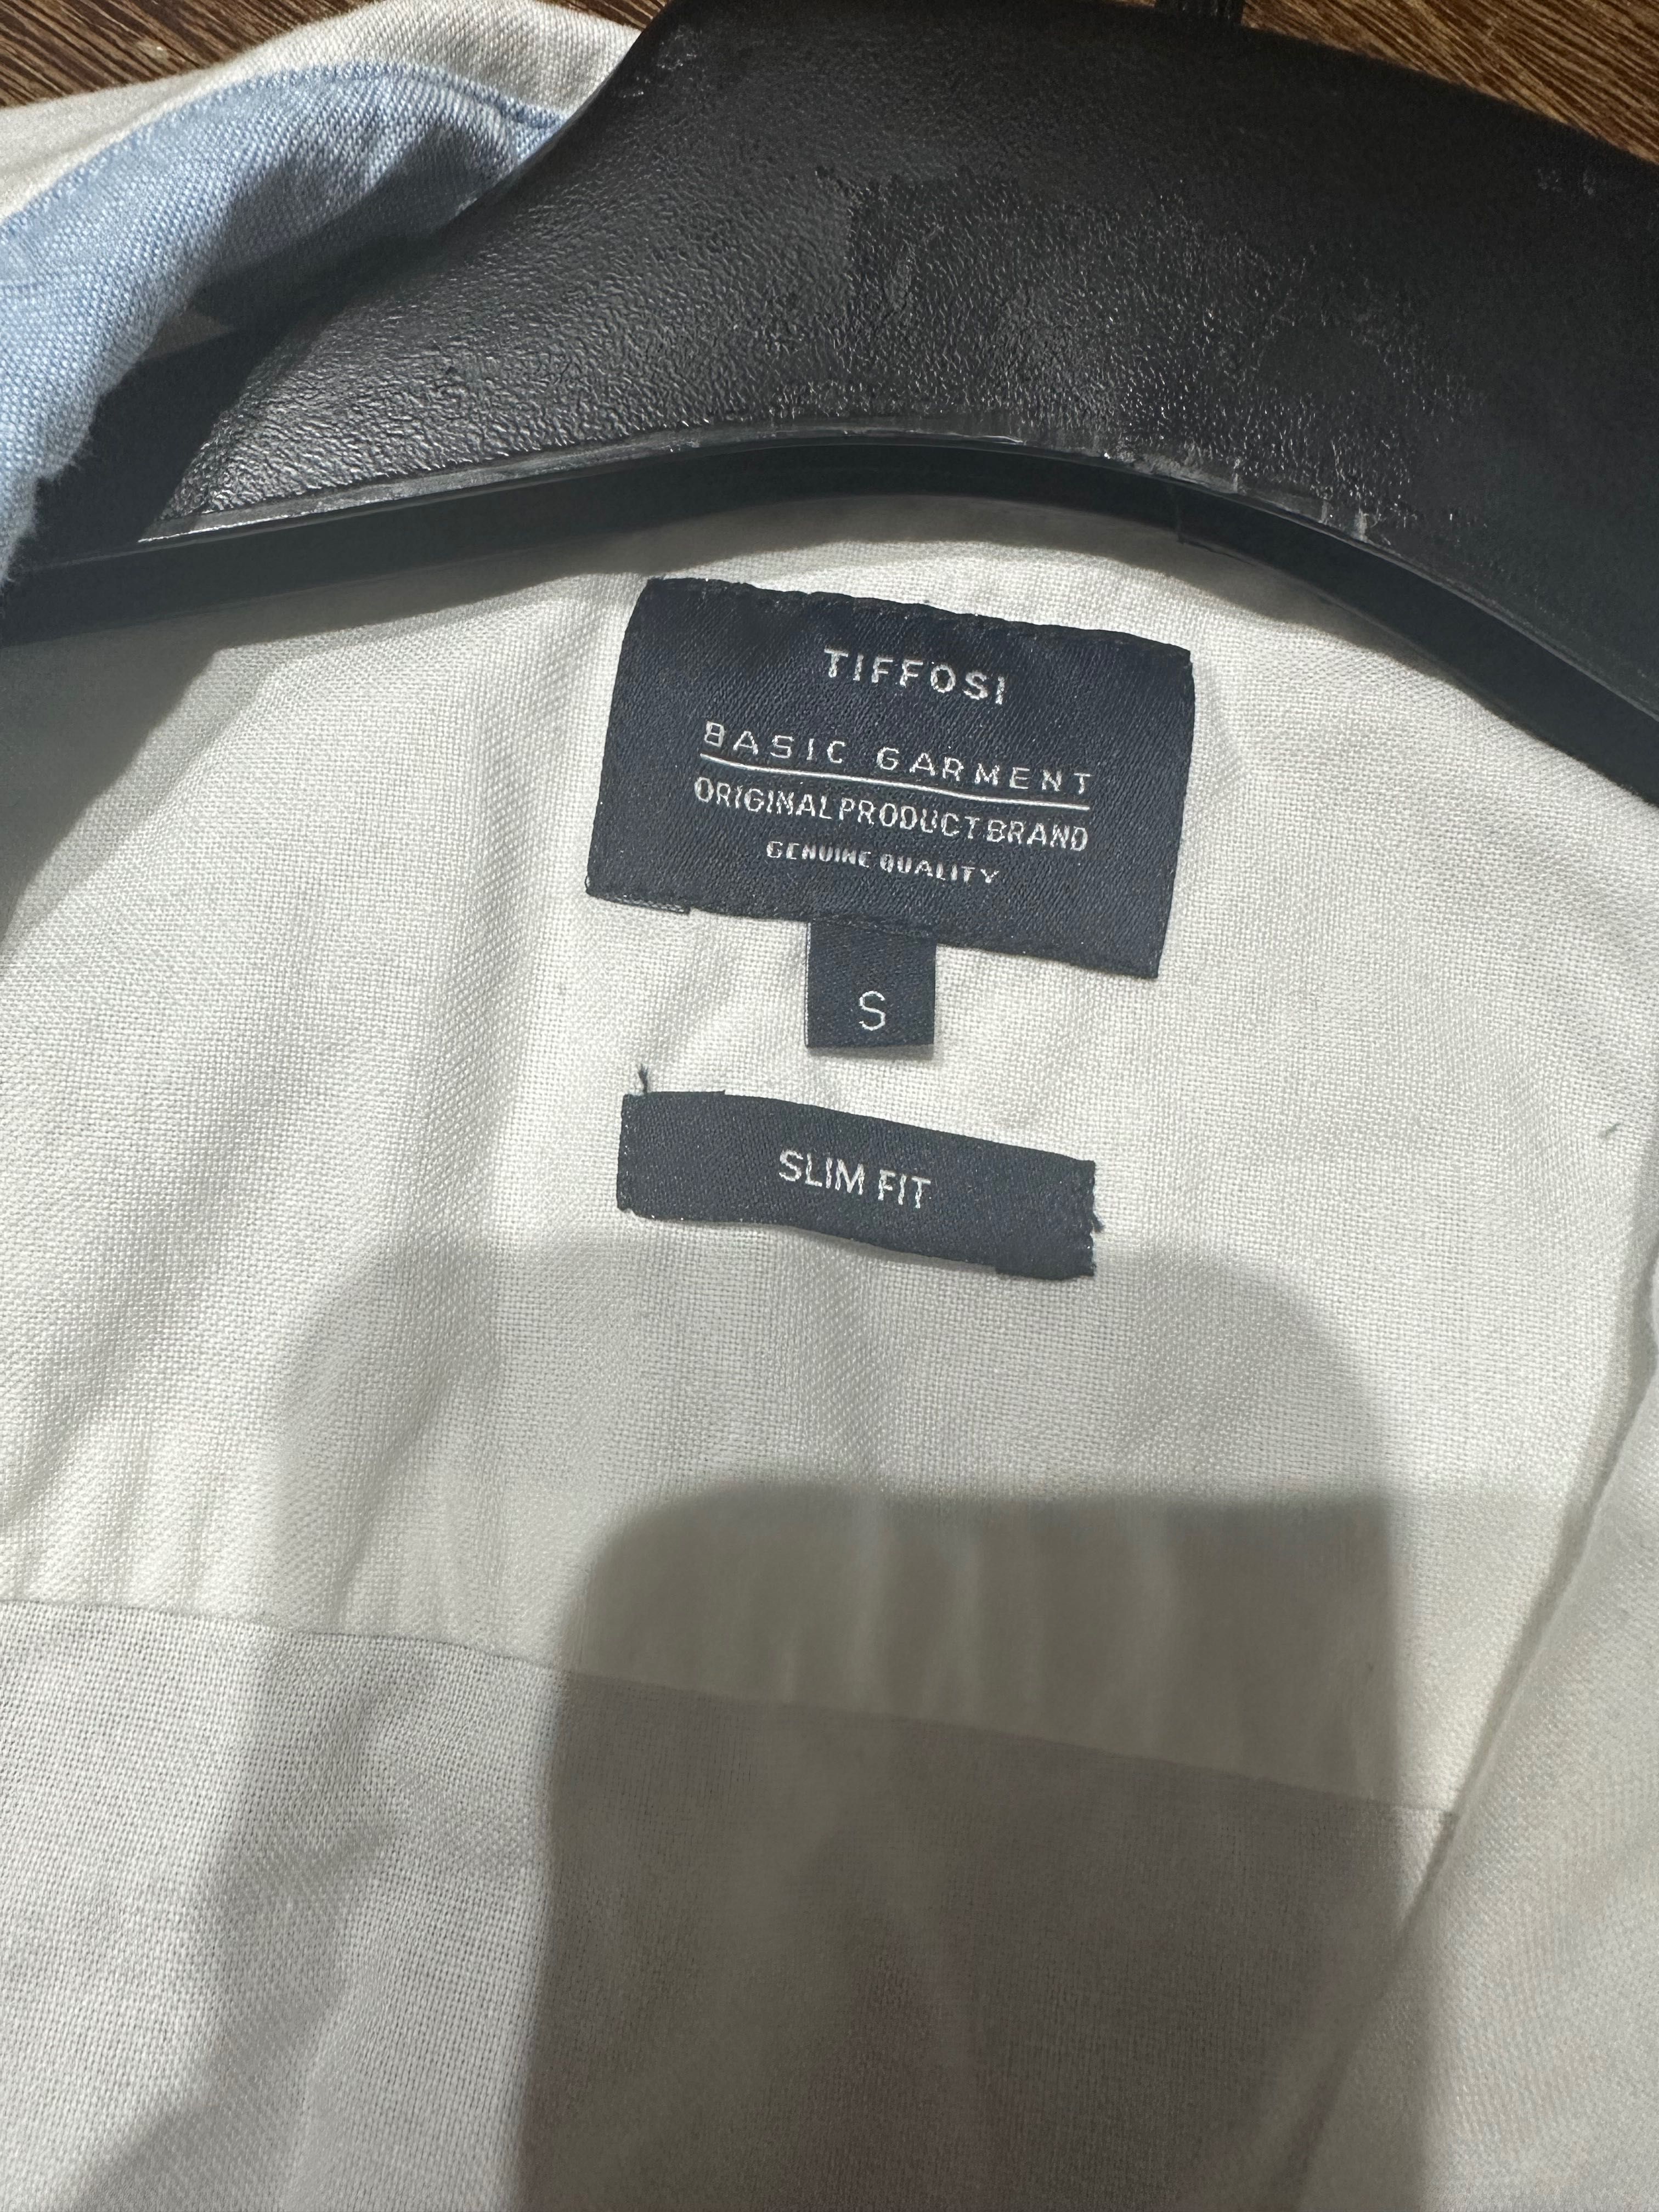 TIFFOSI
BASIC GARMENT
ORIGINAL PRODUCT BRAND
GENUINE QUALITY
S
SLIM FIT